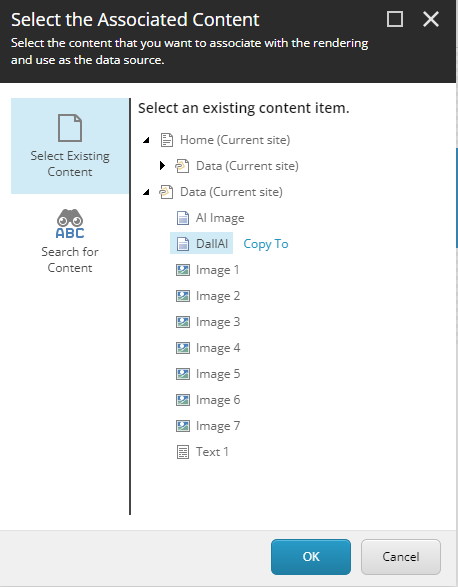 Select the Associated Content
Select the content that you want to associate with the rendering
and use as the data source.
Select Existing
Content
ABC
Search for
Content
Select an existing content item.
Home (Current site)
Data (Current site)
Data (Current site)
AI Image
DallAI Copy To
Image 1
Image 2
Image 3
Image 4
Image 5
Image 6
Image 7
Text 1
OK Cancel